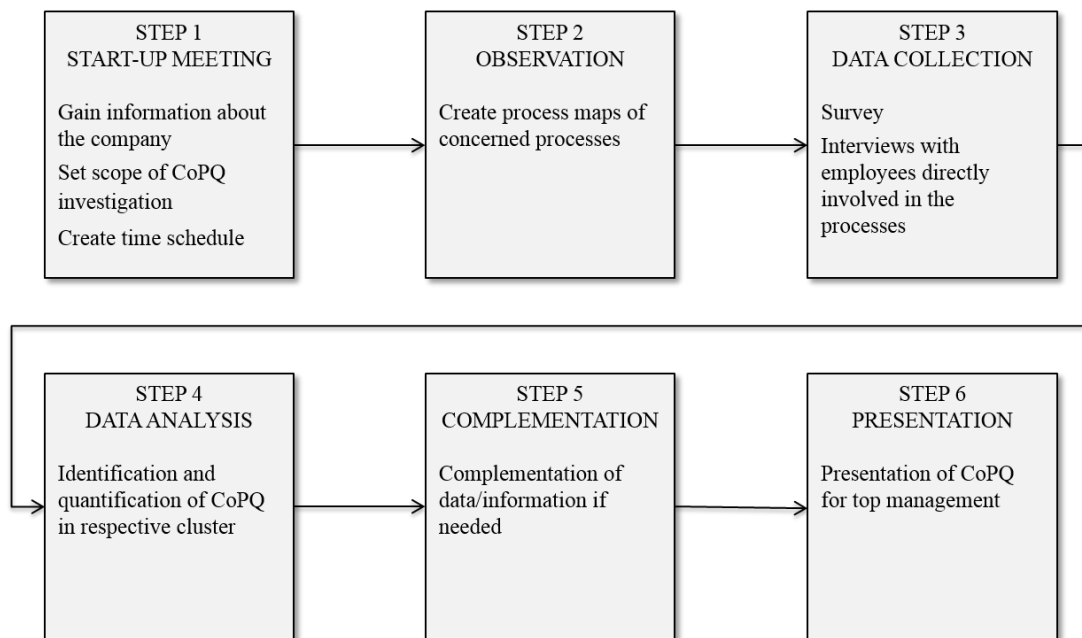 STEP 1
START-UP MEETING
Gain information about
the company
Set scope of CoPQ
investigation
Create time schedule
STEP 2
OBSERVATION
Create process maps of
concerned processes
STEP 3
DATA COLLECTION
Survey
Interviews with
employees directly
involved in the
processes
STEP 4
DATA ANALYSIS
Identification and
quantification of CoPQ
in respective cluster
STEP 5
COMPLEMENTATION
Complementation of
data/information if
needed
STEP 6
PRESENTATION
Presentation of CoPQ
for top management